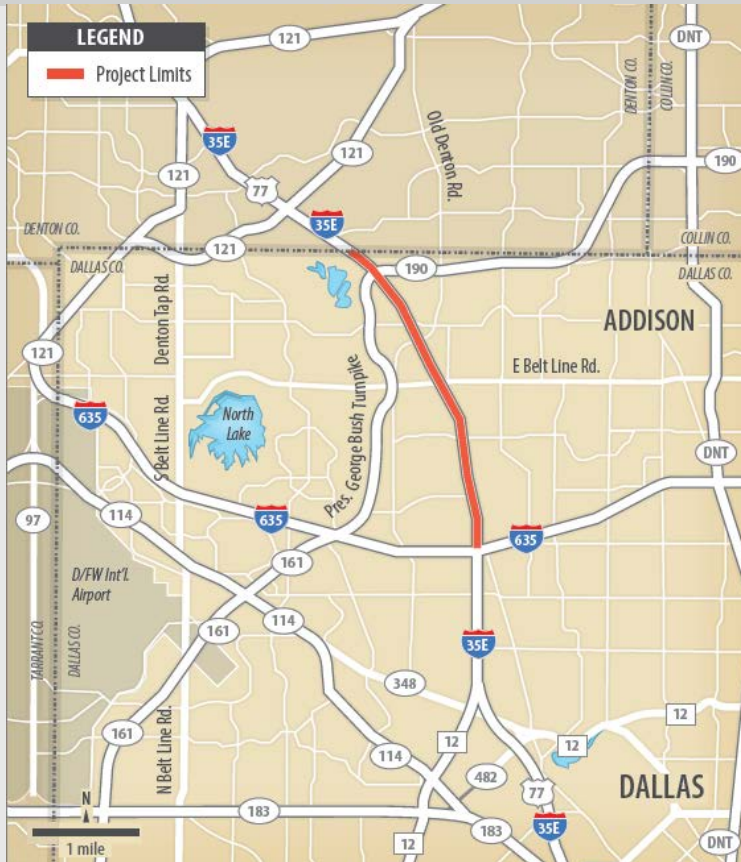 LEGEND
Project Limits
121
DNT
DENTON CO.
COLLIN CO.
35E
Old Denton Rd.
121
121
77
190
35E
DENTON CO.
121
COLLIN CO.
DALLAS CO.
190
DALLAS CO.
Denton Tap Rd.
ADDISON
121
E Belt Line Rd.
Pres. George Bush Turnpike
635
S Belt Line Rd.
North
Lake
DNT
97
114
635
635
161
D/FW Int'l.
Airport
161
114
TARRANT CO.
DALLAS CO.
35E
348
N Belt Line Rd.
12
161
12
12
114
482
77
DALLAS
N
183
183
35E
12
DNT
1 mile